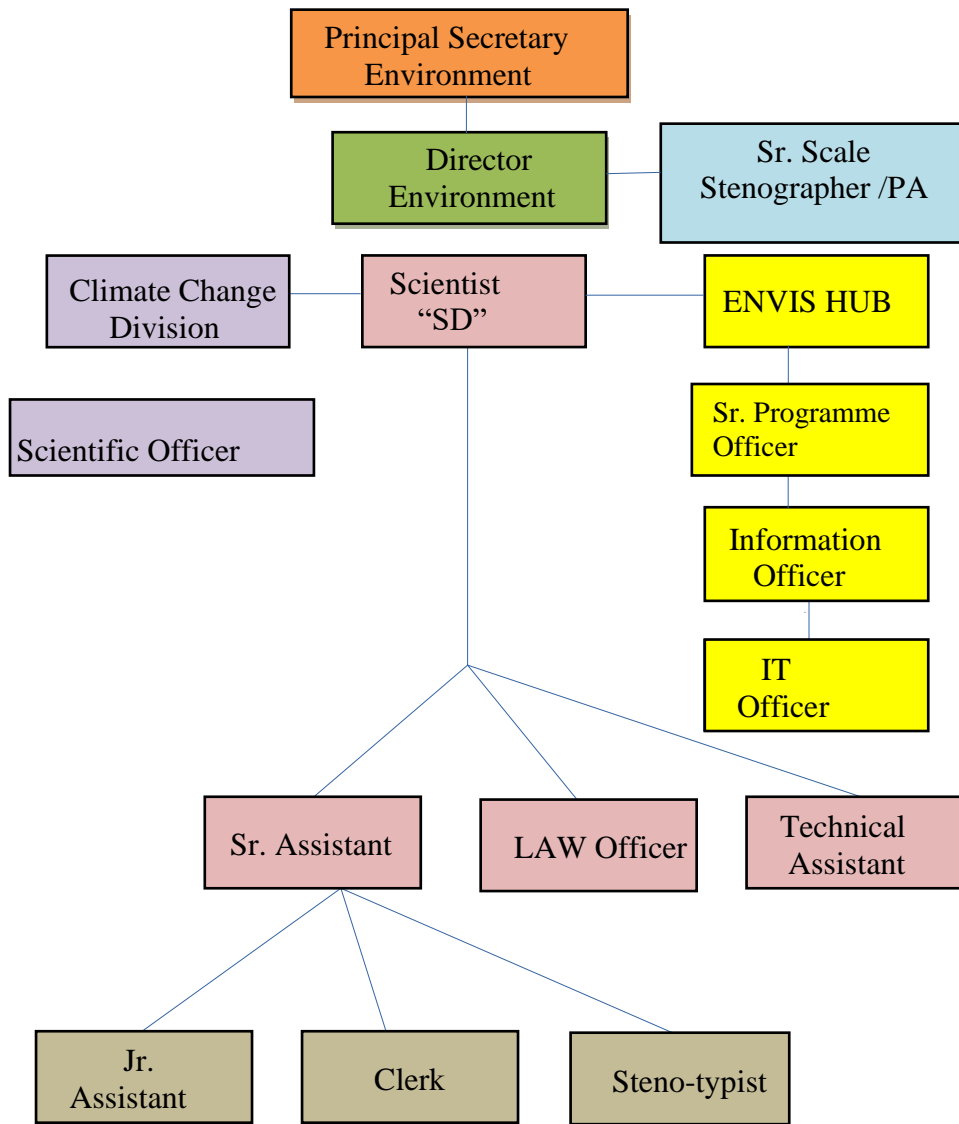 Principal Secretary
Environment
Director
Environment
Sr. Scale
Stenographer /PA
Climate Change
Division
Scientist
“SD”
ENVIS HUB
Scientific Officer
Sr. Programme
Officer
Information
Officer
IT
Officer
Sr. Assistant
LAW Officer
Technical
Assistant
Jr.
Assistant
Clerk
Steno-typist